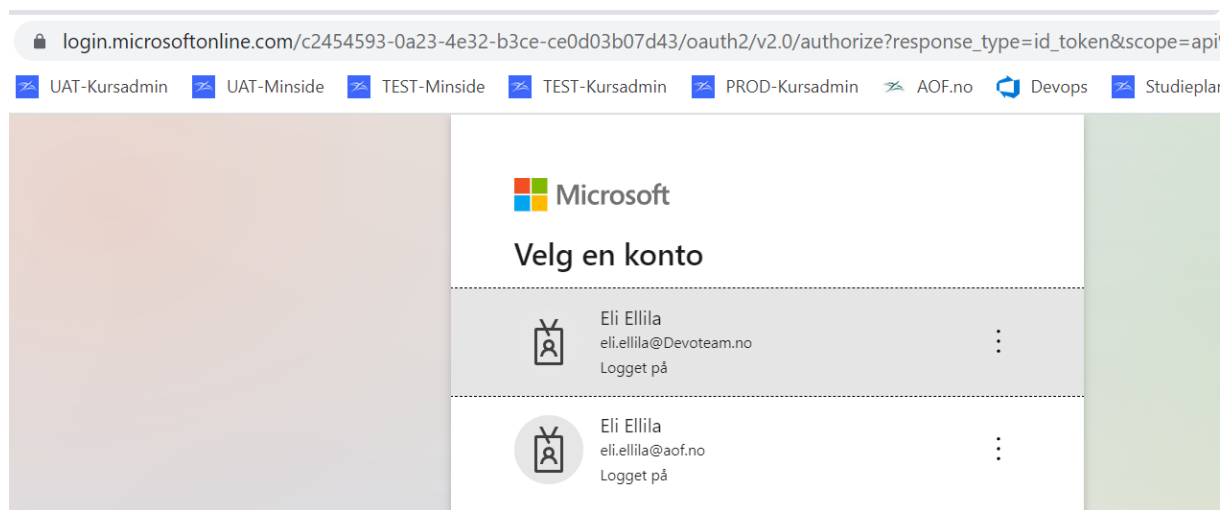 login.microsoftonline.com/c2454593-0a23-4e32-b3ce-ce0d03b07d43/oauth2/v2.0/authorize?response_type=id_token&scope=api
UAT-Kursadmin UAT-Minside TEST-Minside TEST-Kursadmin PROD-Kursadmin AOF.no Devops Studieplan
Microsoft
Velg en konto
Eli Ellila
eli.ellila@Devoteam.no
Logget på
Eli Ellila
eli.ellila@aof.no
Logget på